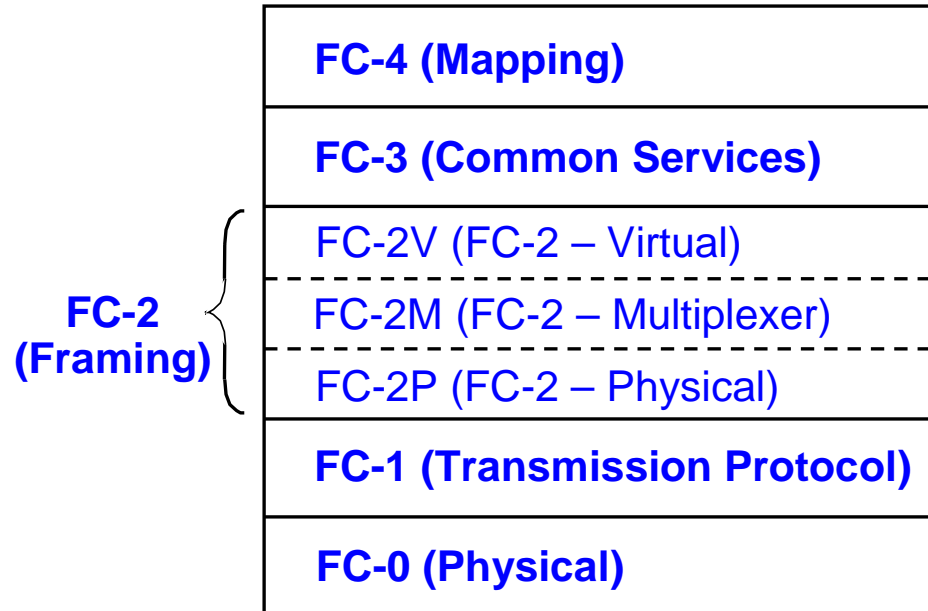 FC-4 (Mapping)
FC-3 (Common Services)
FC-2V (FC-2 – Virtual)
FC-2
(Framing)
FC-2M (FC-2 – Multiplexer)
FC-2P (FC-2 – Physical)
FC-1 (Transmission Protocol)
FC-0 (Physical)